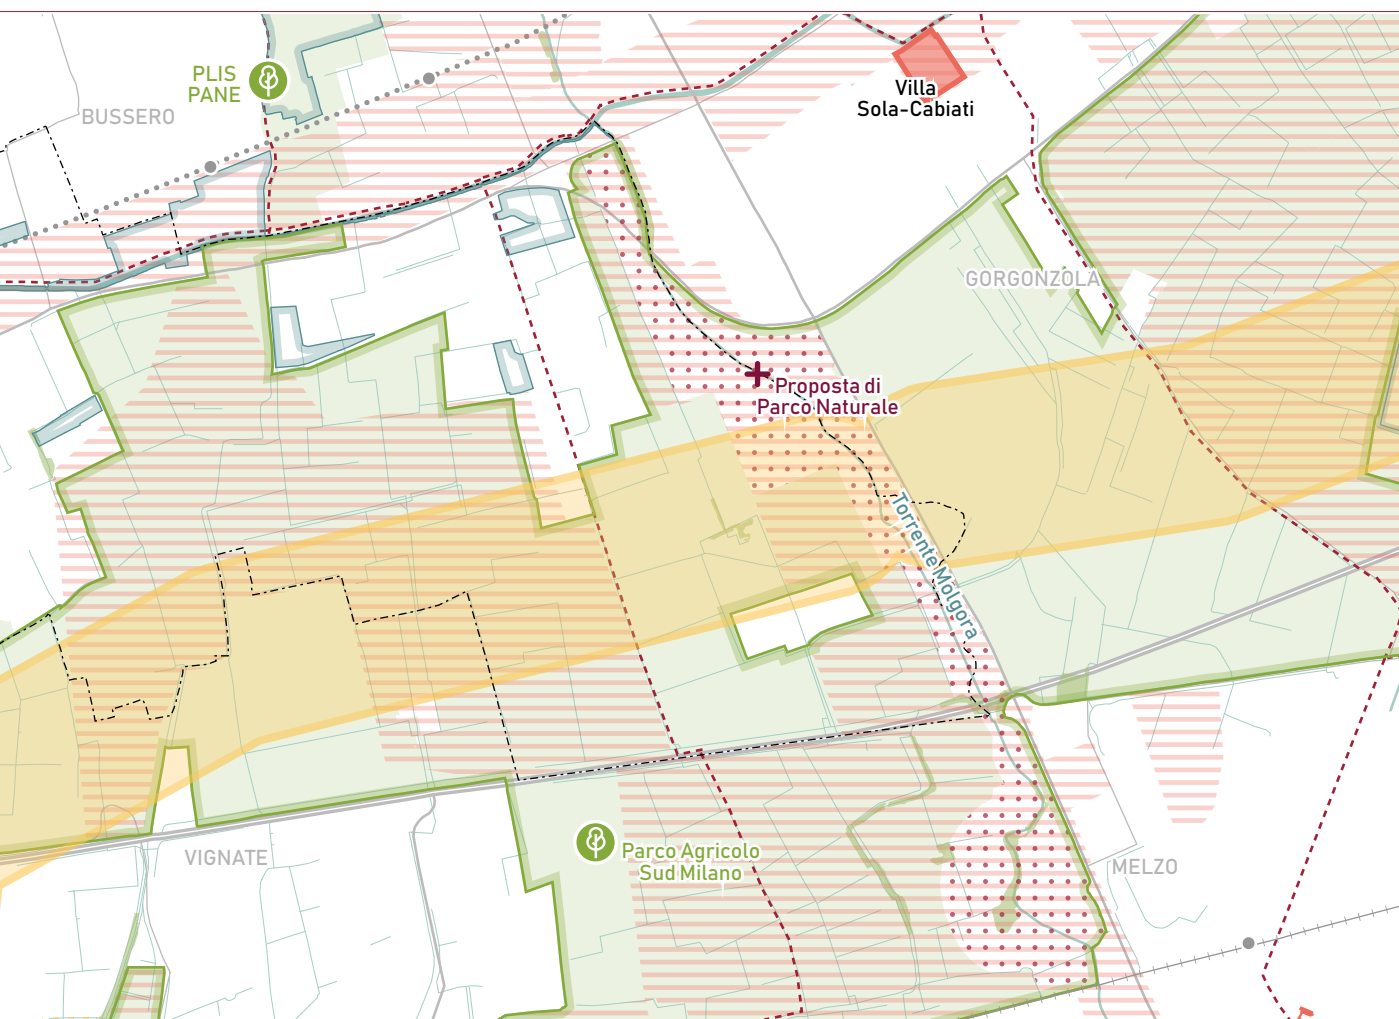 PLIS
PANE
BUSSERO
Villa
Sola-Cabiati
GORGONZOLA
Proposta di
Parco Naturale
Torrente Molgora
VIGNATE
Parco Agricolo
Sud Milano
MELZO